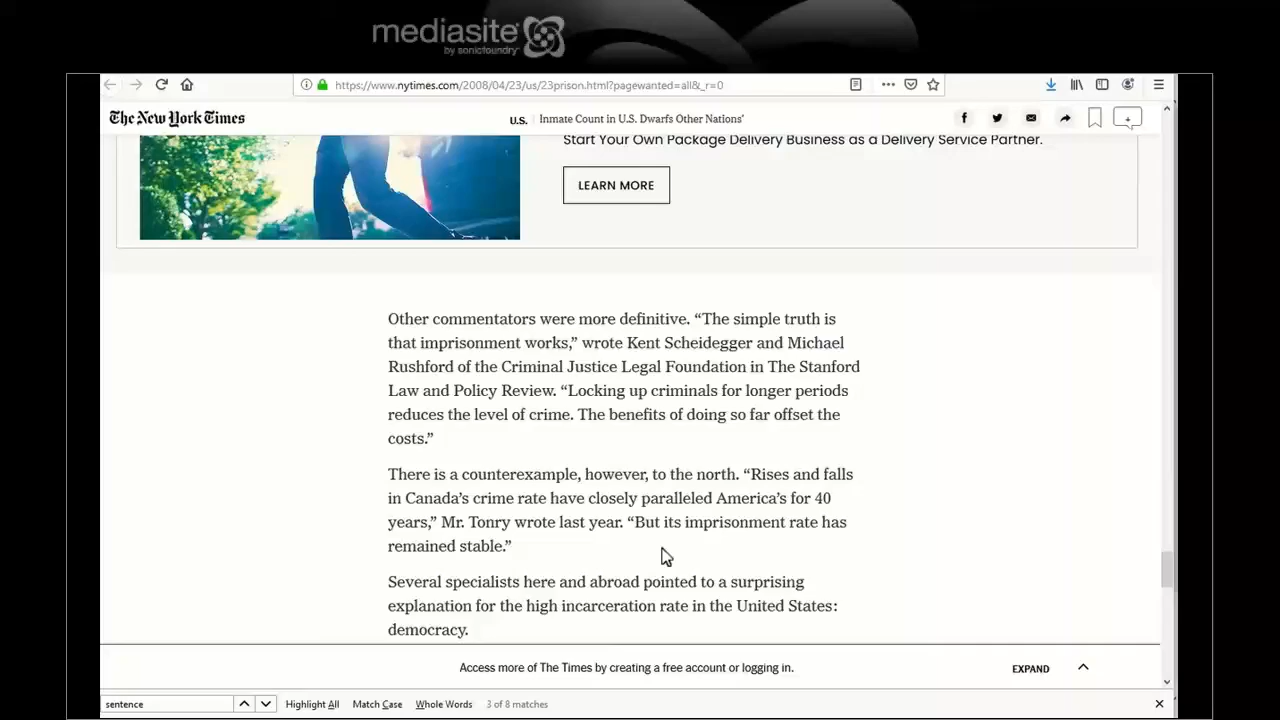 mediasite
by sonicfoundry
https://www.nytimes.com/2008/04/23/us/23prison.html?pagewanted=all&_r=0
The New York Times
U.S.
Inmate Count in U.S. Dwarfs Other Nations'
Start Your Own Package Delivery Business as a Delivery Service Partner.
LEARN MORE
Other commentators were more definitive. “The simple truth is
that imprisonment works,” wrote Kent Scheidegger and Michael
Rushford of the Criminal Justice Legal Foundation in The Stanford
Law and Policy Review. “Locking up criminals for longer periods
reduces the level of crime. The benefits of doing so far offset the
costs.”
There is a counterexample, however, to the north. “Rises and falls
in Canada’s crime rate have closely paralleled America’s for 40
years,” Mr. Tonry wrote last year. “But its imprisonment rate has
remained stable.”
Several specialists here and abroad pointed to a surprising
explanation for the high incarceration rate in the United States:
democracy.
Access more of The Times by creating a free account or logging in.
EXPAND
sentence
Highlight All
Match Case
Whole Words
3 of 8 matches